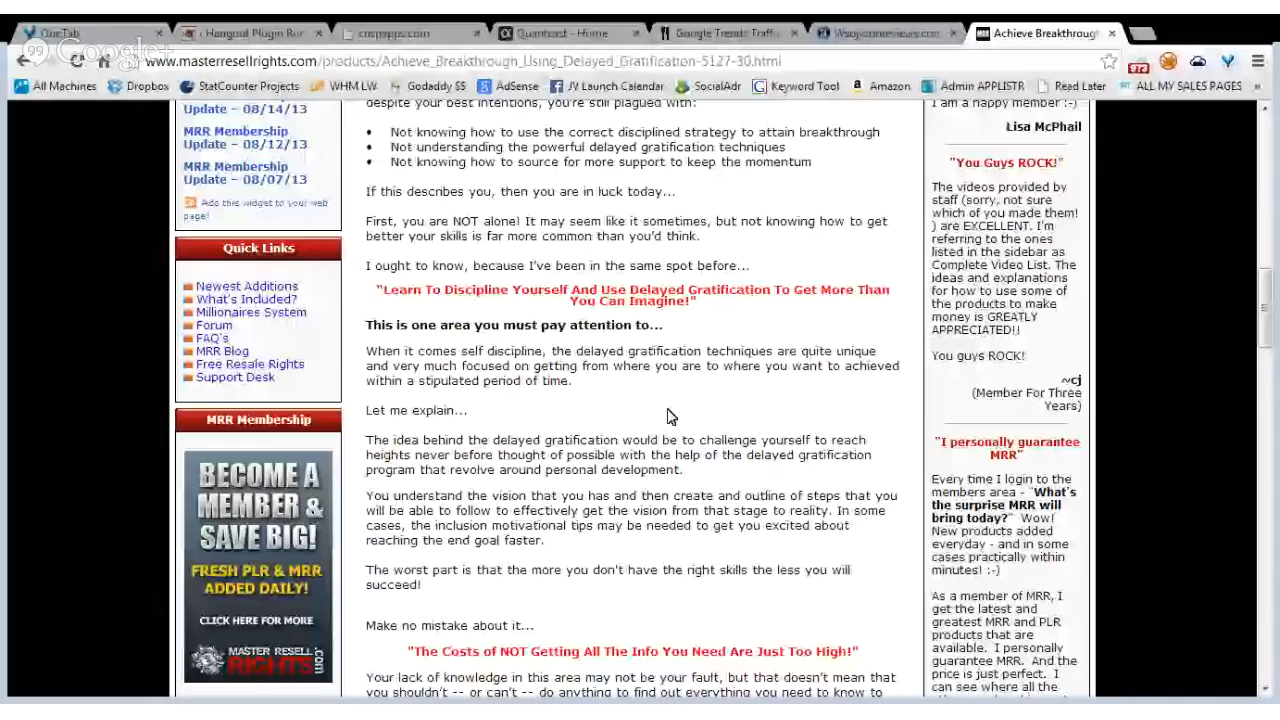 OneTab
Hangout Plugin Run
cnspapps.com
Quantcast - Home
Google Trends: Traffi
Achieve Breakthroug
Google+
www.masterresellrights.com/products/Achieve_Breakthrough_Using_Delayed_Gratification-5127-30.html
All Machines
Dropbox
StatCounter Projects
WHM LW
Godaddy $$
AdSense
JV Launch Calendar
SocialAdr
Keyword Tool
Amazon
Admin APPLISTR
Read Later
ALL MY SALES PAGES
Update – 08/14/13
MRR Membership
Update – 08/12/13
MRR Membership
Update – 08/07/13
Add this widget to your web
page!
Quick Links
Newest Additions
What's Included?
Millionaires System
Forum
FAQ's
MRR Blog
Free Resale Rights
Support Desk
MRR Membership
BECOME A
MEMBER &
SAVE BIG!
FRESH PLR & MRR
ADDED DAILY!
CLICK HERE FOR MORE
MASTER RESELL
RIGHTS.com
despite your best intentions, you're still plagued with:
• Not knowing how to use the correct disciplined strategy to attain breakthrough
• Not understanding the powerful delayed gratification techniques
• Not knowing how to source for more support to keep the momentum
If this describes you, then you are in luck today...
First, you are NOT alone! It may seem like it sometimes, but not knowing how to get
better your skills is far more common than you'd think.
I ought to know, because I've been in the same spot before...
"Learn To Discipline Yourself And Use Delayed Gratification To Get More Than
You Can Imagine!"
This is one area you must pay attention to...
When it comes self discipline, the delayed gratification techniques are quite unique
and very much focused on getting from where you are to where you want to achieved
within a stipulated period of time.
Let me explain...
The idea behind the delayed gratification would be to challenge yourself to reach
heights never before thought of possible with the help of the delayed gratification
program that revolve around personal development.
You understand the vision that you has and then create and outline of steps that you
will be able to follow to effectively get the vision from that stage to reality. In some
cases, the inclusion motivational tips may be needed to get you excited about
reaching the end goal faster.
The worst part is that the more you don't have the right skills the less you will
succeed!
Make no mistake about it...
"The Costs of NOT Getting All The Info You Need Are Just Too High!"
Your lack of knowledge in this area may not be your fault, but that doesn't mean that
you shouldn't -- or can't -- do anything to find out everything you need to know to
I am a happy member :-)
Lisa McPhail
"You Guys ROCK!"
The videos provided by
staff (sorry, not sure
which of you made them!
) are EXCELLENT. I'm
referring to the ones
listed in the sidebar as
Complete Video List. The
ideas and explanations
for how to use some of
the products to make
money is GREATLY
APPRECIATED!!
You guys ROCK!
~cj
(Member For Three
Years)
"I personally guarantee
MRR"
Every time I login to the
members area - "What's
the surprise MRR will
bring today?" Wow!
New products added
everyday - and in some
cases practically within
minutes! :-)
As a member of MRR, I
get the latest and
greatest MRR and PLR
products that are
available. I personally
guarantee MRR. And the
price is just perfect. I
can see where all the